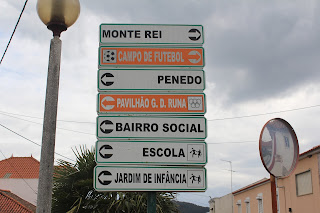 MONTE REI
CAMPO DE FUTEBOL
PENEDO
PAVILHÃO G. D. RUNA
BAIRRO SOCIAL
ESCOLA
JARDIM DE INFÂNCIA